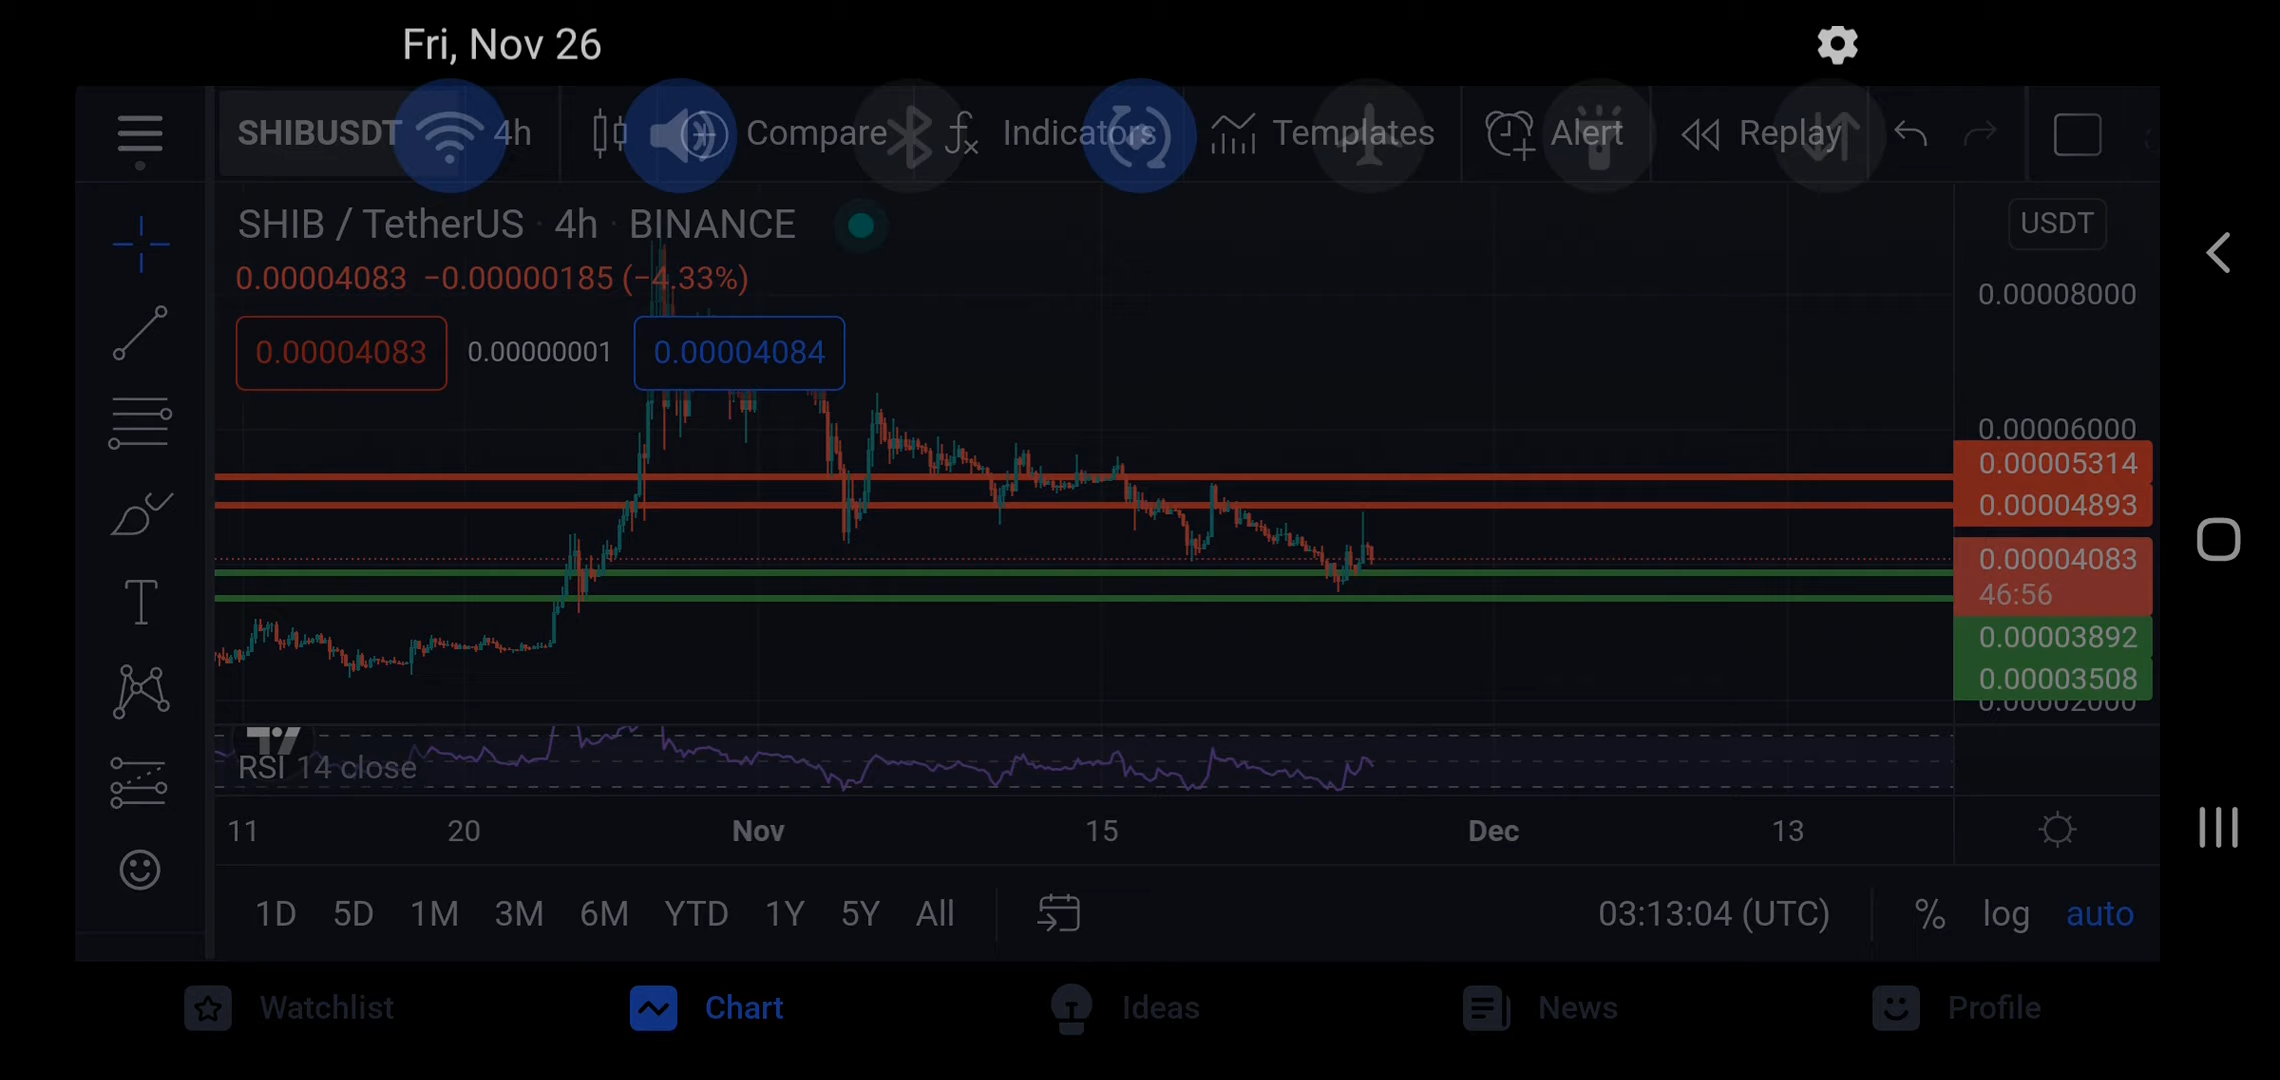 Fri, Nov 26
SHIBUSDT 4h Compare Indicators Templates Alert Replay
SHIB / TetherUS · 4h · BINANCE
USDT
0.00004083 −0.00000185 (−4.33%)
0.00008000
0.00004083 0.00000001 0.00004084
0.00006000
0.00005314
0.00004893
0.00004083
46:56
0.00003892
0.00003508
0.00002000
RSI 14 close
11 20 Nov 15 Dec 13
1D 5D 1M 3M 6M YTD 1Y 5Y All 03:13:04 (UTC) % log auto
Watchlist Chart Ideas News Profile